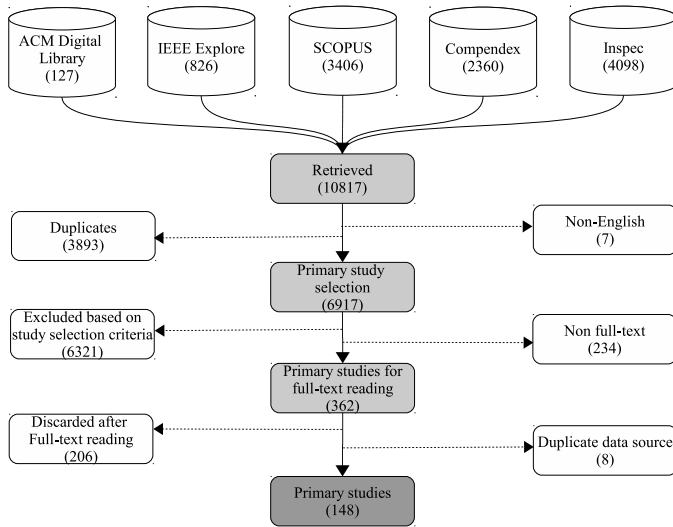 ACM Digital
Library
(127)
IEEE Explore
(826)
SCOPUS
(3406)
Compendex
(2360)
Inspec
(4098)
Retrieved
(10817)
Duplicates
(3893)
Non-English
(7)
Primary study
selection
(6917)
Excluded based on
study selection criteria
(6321)
Non full-text
(234)
Primary studies for
full-text reading
(362)
Discarded after
Full-text reading
(206)
Duplicate data source
(8)
Primary studies
(148)